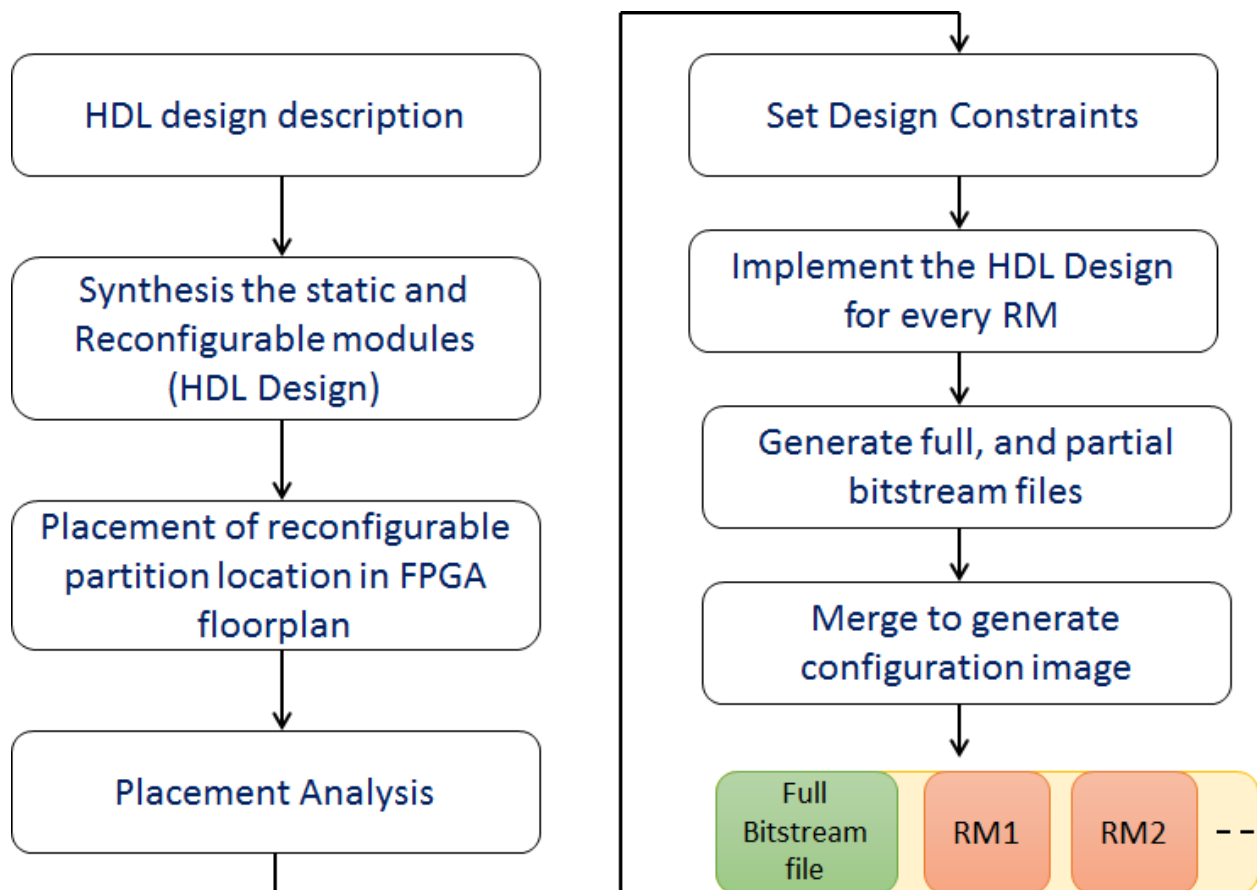 HDL design description
Synthesis the static and
Reconfigurable modules
(HDL Design)
Placement of reconfigurable
partition location in FPGA
floorplan
Placement Analysis
Set Design Constraints
Implement the HDL Design
for every RM
Generate full, and partial
bitstream files
Merge to generate
configuration image
Full
Bitstream
file
RM1
RM2
--